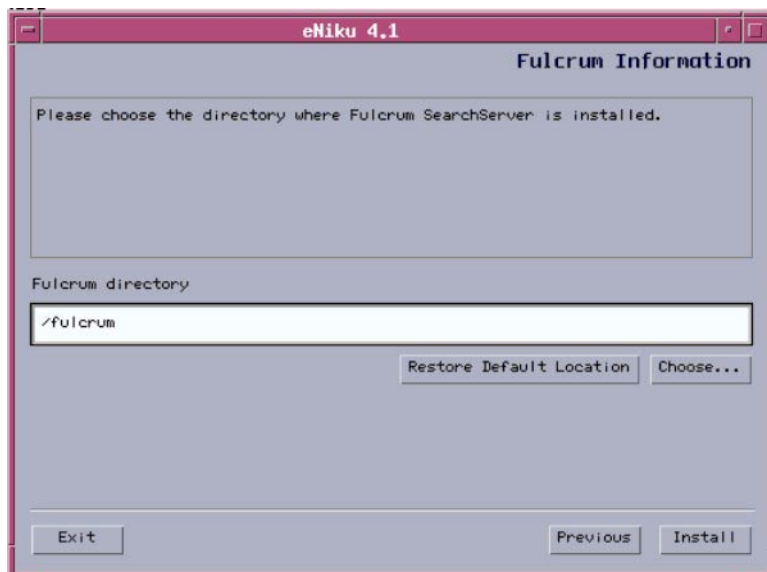 eNiku 4.1
Fulcrum Information
Please choose the directory where Fulcrum SearchServer is installed.
Fulcrum directory
/fulcrum
Restore Default Location
Choose...
Exit
Previous
Install